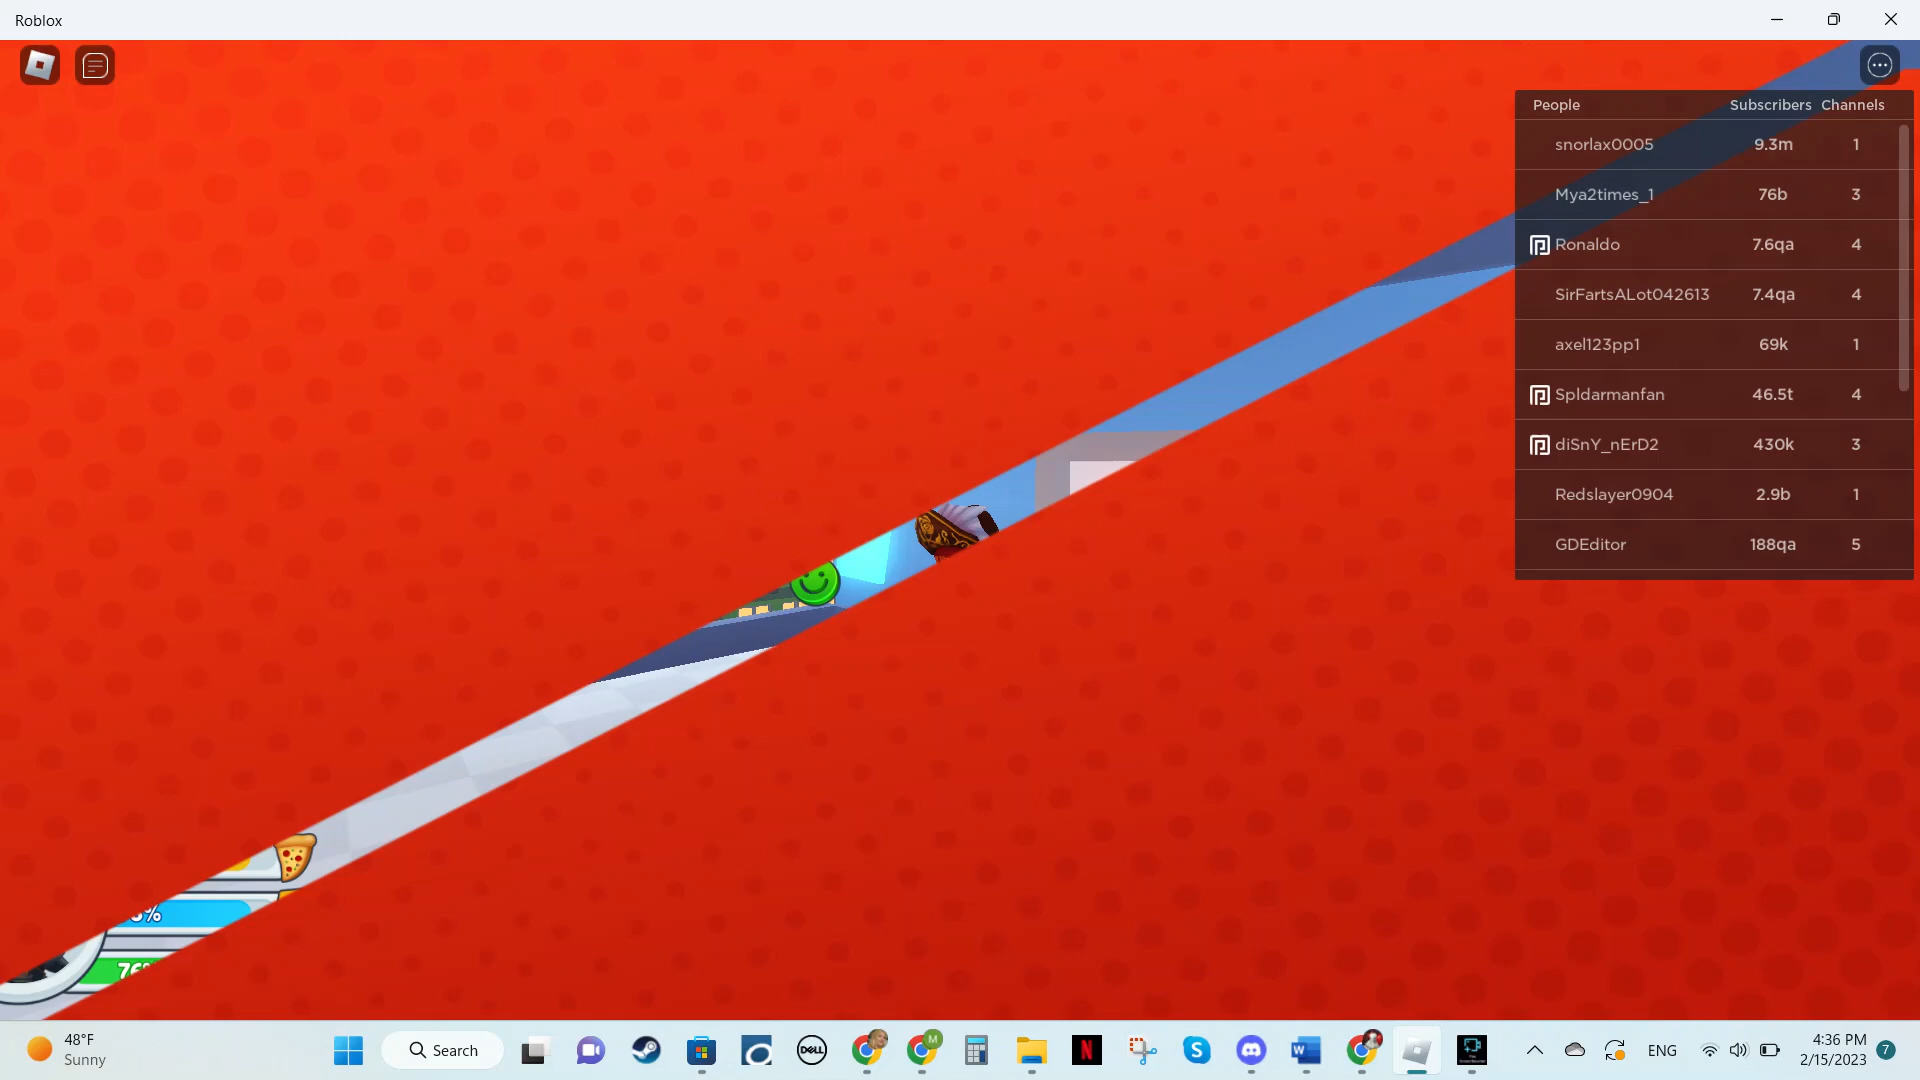 Roblox
People Subscribers Channels
snorlax0005 9.3m 1
Mya2times_1 76b 3
Ronaldo 7.6qa 4
SirFartsALot042613 7.4qa 4
axel123pp1 69k 1
Spldarmanfan 46.5t 4
diSnY_nErD2 430k 3
Redslayer0904 2.9b 1
GDEditor 188qa 5
48°F
Sunny
Search
DELL
M
N
S
W
ENG
4:36 PM
2/15/2023
7